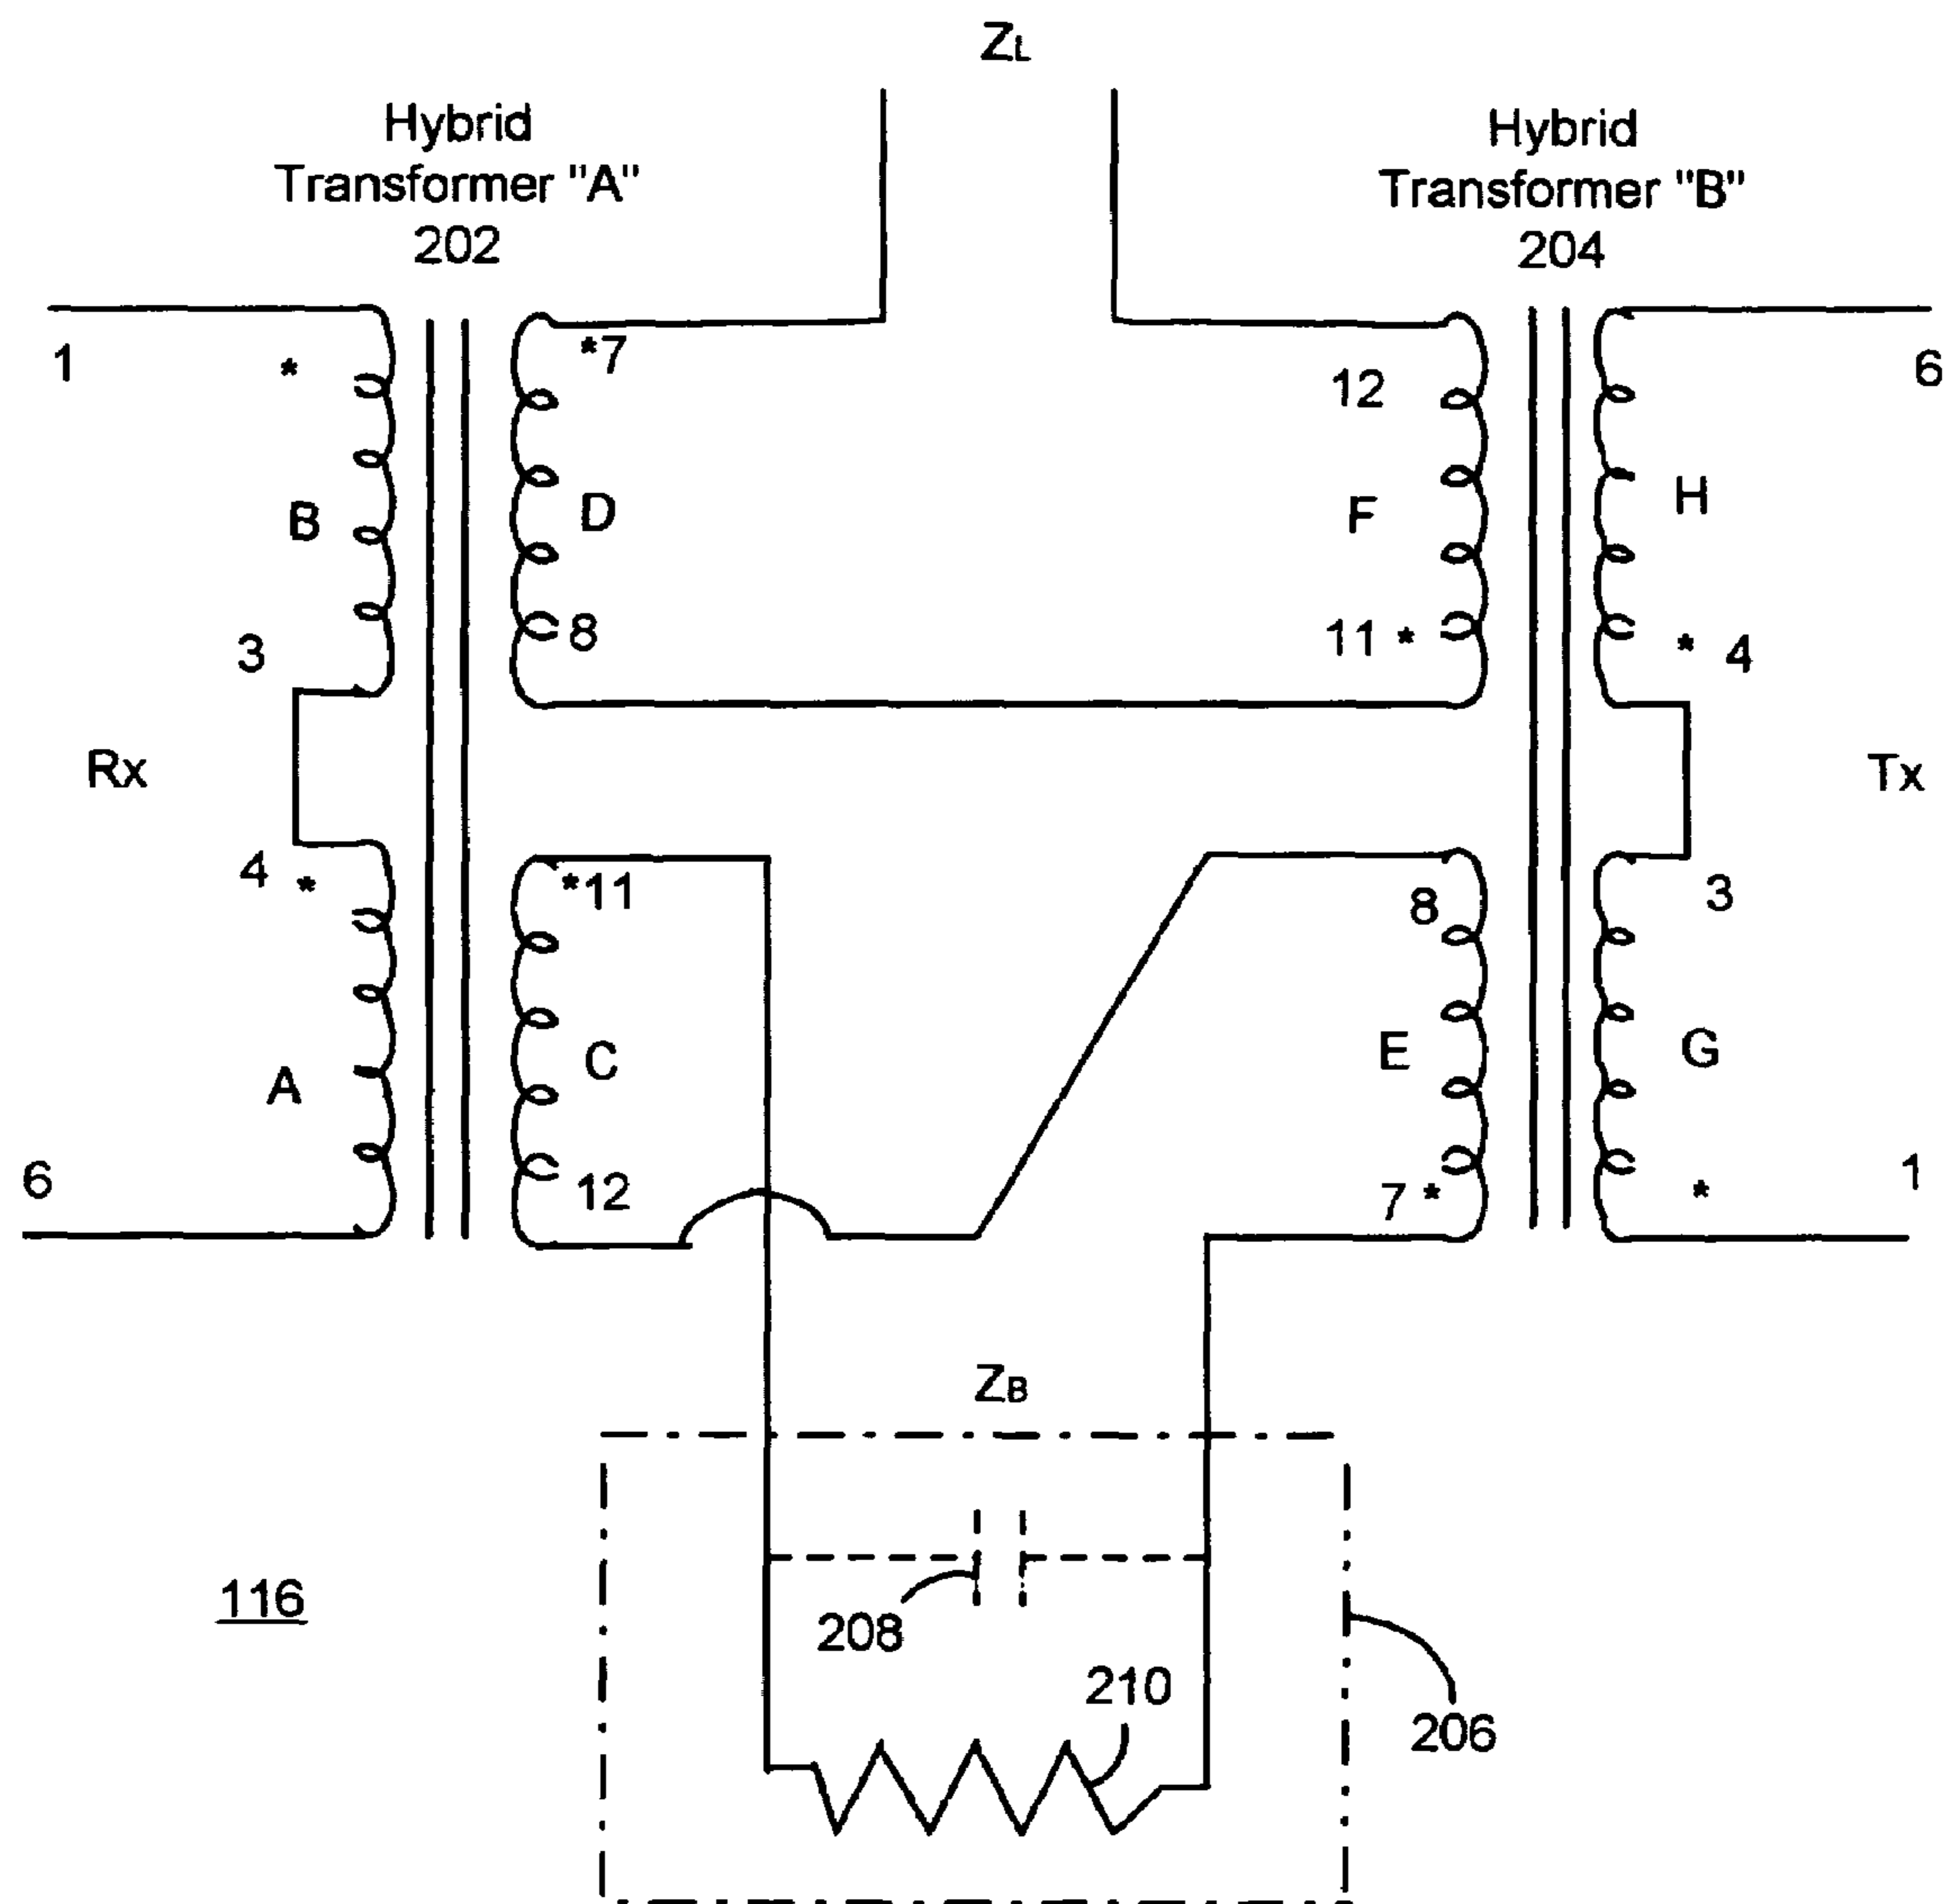 ZL
Hybrid
Transformer "A"
202
Hybrid
Transformer "B"
204
1
*
*7
12
6
B
D
F
H
3
8
11 *
* 4
Rx
Tx
4 *
*11
8
3
A
C
E
G
6
12
7 *
*
1
ZB
116
208
210
206